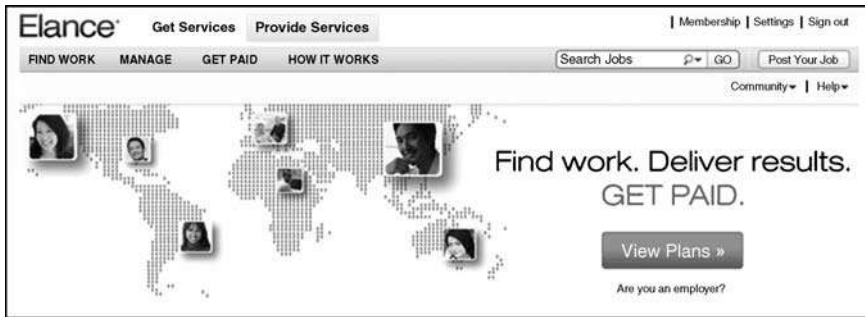 Elance Get Services Provide Services Membership | Settings | Sign out
FIND WORK MANAGE GET PAID HOW IT WORKS Search Jobs GO Post Your Job
Community | Help
Find work. Deliver results.
GET PAID.
View Plans »
Are you an employer?